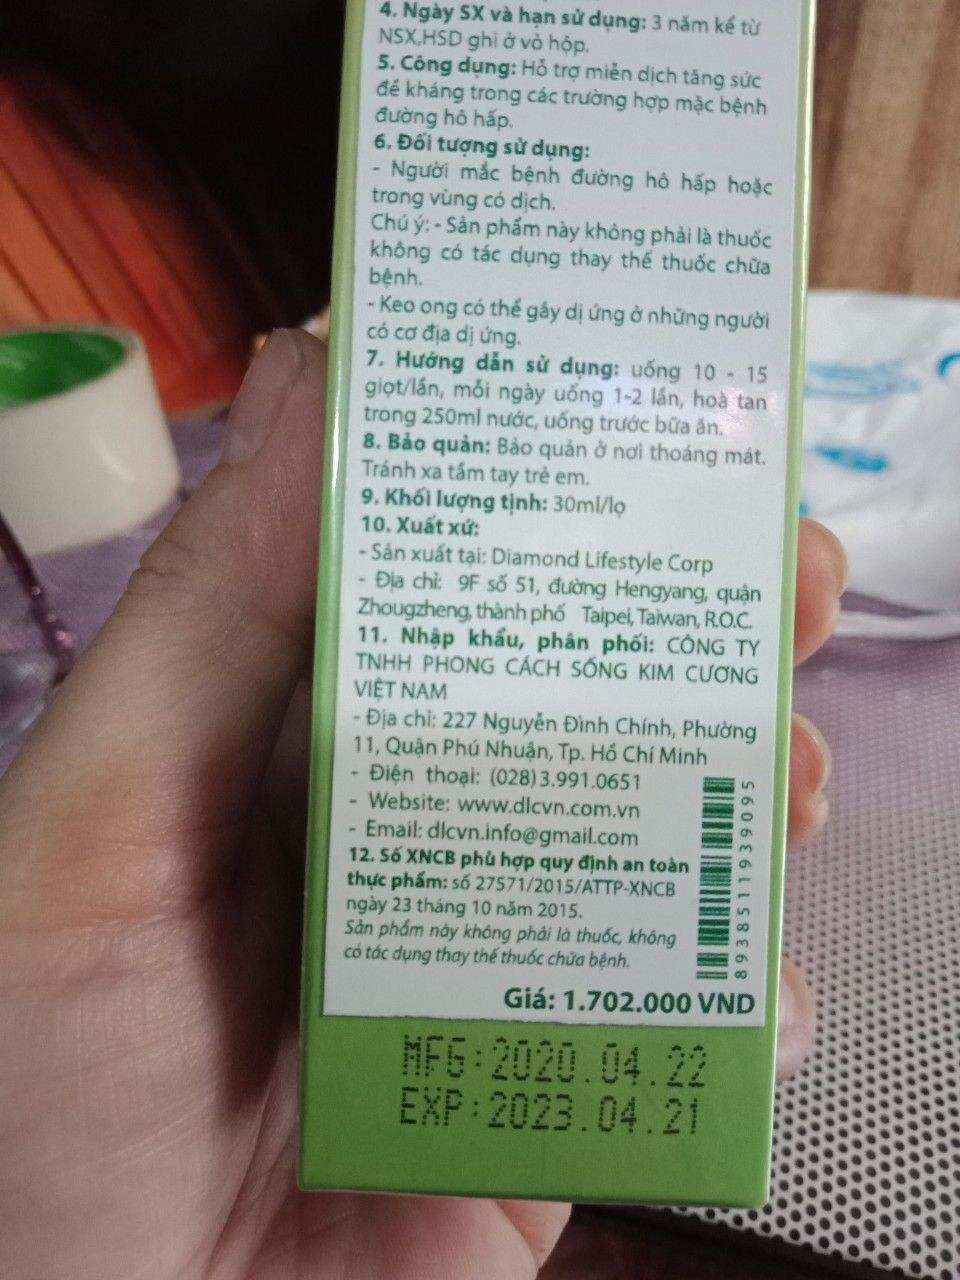 4. Ngày SX và hạn sử dụng: 3 năm kể từ
NSX,HSD ghi ở vỏ hộp.
5. Công dụng: Hỗ trợ miễn dịch tăng sức
đề kháng trong các trường hợp mặc bệnh
đường hô hấp.
6. Đối tượng sử dụng:
- Người mắc bệnh đường hô hấp hoặc
trong vùng có dịch.
Chú ý: - Sản phẩm này không phải là thuốc
không có tác dụng thay thế thuốc chữa
bệnh.
- Keo ong có thể gây dị ứng ở những người
có cơ địa dị ứng.
7. Hướng dẫn sử dụng: uống 10 - 15
giọt/lần, mỗi ngày uống 1-2 lần, hoà tan
trong 250ml nước, uống trước bữa ăn.
8. Bảo quản: Bảo quản ở nơi thoáng mát.
Tránh xa tầm tay trẻ em.
9. Khối lượng tịnh: 30ml/lọ
10. Xuất xứ:
- Sản xuất tại: Diamond Lifestyle Corp
- Địa chỉ: 9F số 51, đường Hengyang, quận
Zhougzheng, thành phố Taipei, Taiwan, R.O.C.
11. Nhập khẩu, phân phối: CÔNG TY
TNHH PHONG CÁCH SỐNG KIM CƯƠNG
VIỆT NAM
- Địa chỉ: 227 Nguyễn Đình Chính, Phường
11, Quận Phú Nhuận, Tp. Hồ Chí Minh
- Điện thoại: (028)3.991.0651
- Website: www.dlcvn.com.vn
- Email: dlcvn.info@gmail.com
12. Số XNCB phù hợp quy định an toàn
thực phẩm: số 27571/2015/ATTP-XNCB
ngày 23 tháng 10 năm 2015.
Sản phẩm này không phải là thuốc, không
có tác dụng thay thế thuốc chữa bệnh.
8938511939095
Giá: 1.702.000 VND
MFG:2020.04.22
EXP:2023.04.21